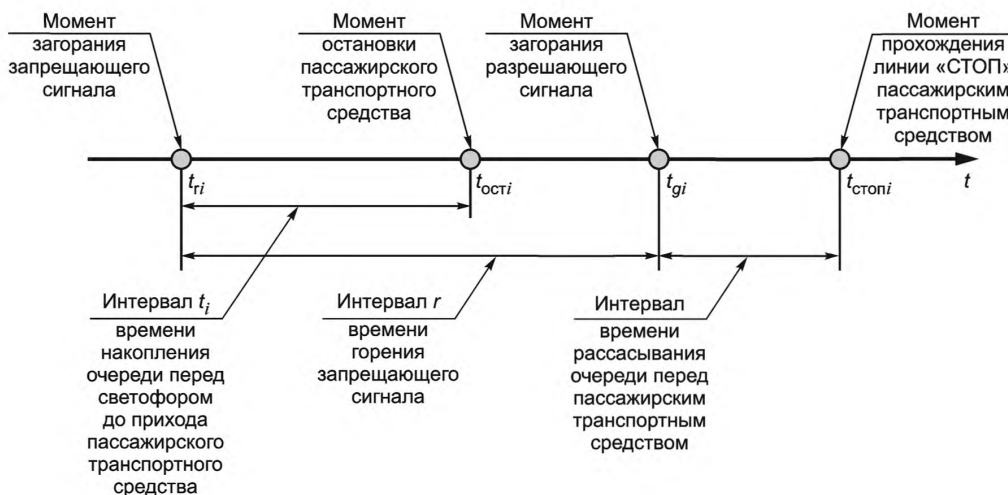 Момент
загорания
запрещающего
сигнала
Момент
остановки
пассажирского
транспортного
средства
Момент
загорания
разрешающего
сигнала
Момент
прохождения
линии «СТОП»
пассажирским
транспортным
средством
tri
tостi
tgi
tстопi
t
Интервал ti
времени
накопления
очереди перед
светофором
до прихода
пассажирского
транспортного
средства
Интервал r
времени
горения
запрещающего
сигнала
Интервал
времени
рассасывания
очереди перед
пассажирским
транспортным
средством